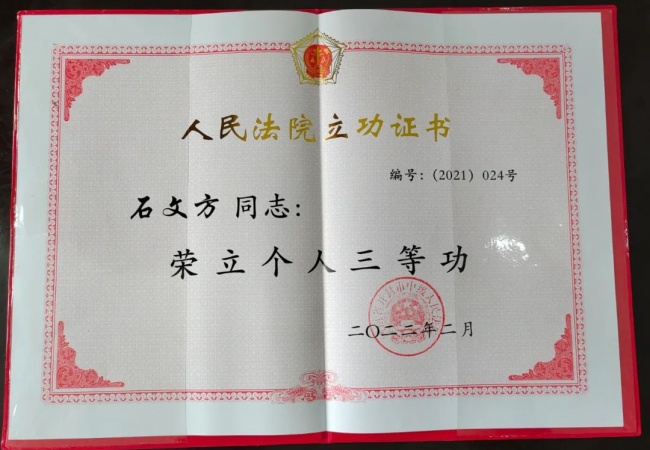 人民法院立功证书
编号：(2021) 024号
石文方同志：
荣立个人三等功
二〇二二年二月